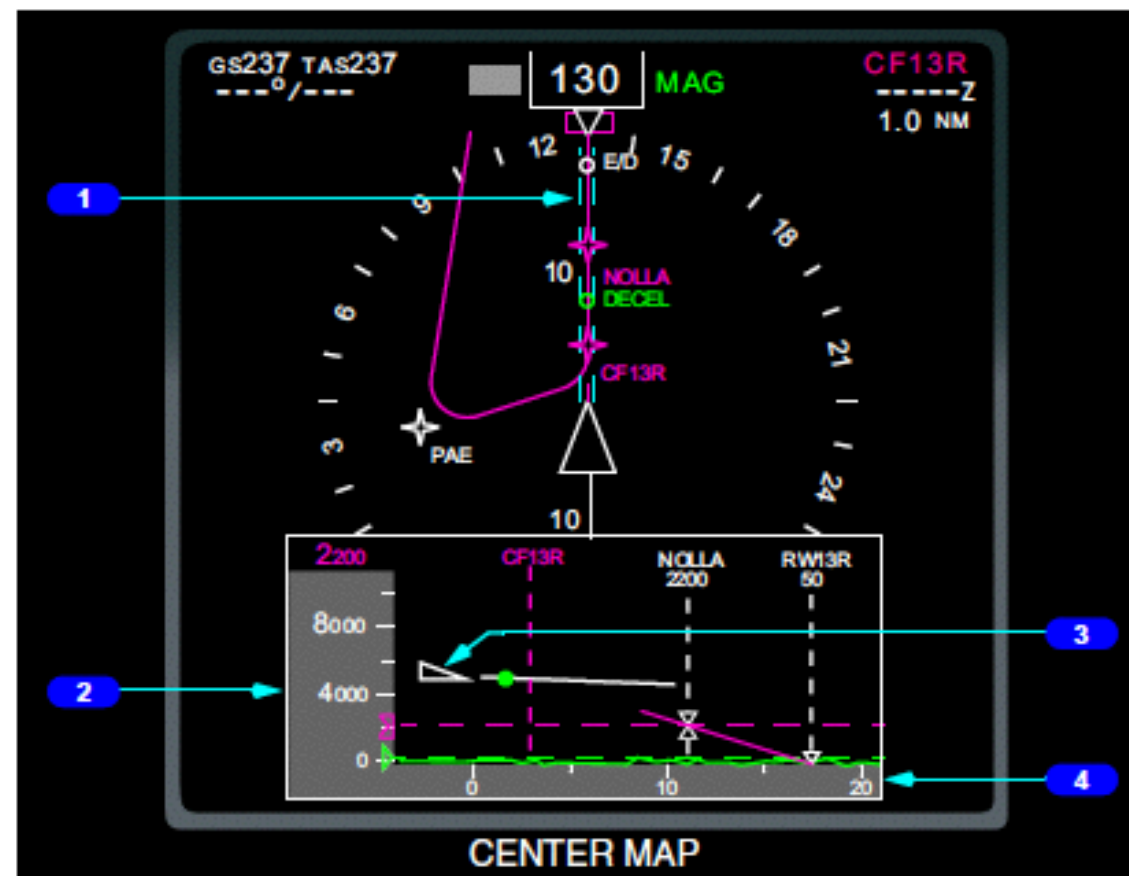 GS237 TAS237
---°/---
130 MAG
CF13R
-----Z
1.0 NM
12
E/D
15
1
9
18
10
NOLLA
DECEL
6
21
CF13R
3
PAE
24
10
2200
CF13R
NOLLA
2200
RW13R
50
8000
3
2
4000
0
4
0
10
20
CENTER MAP